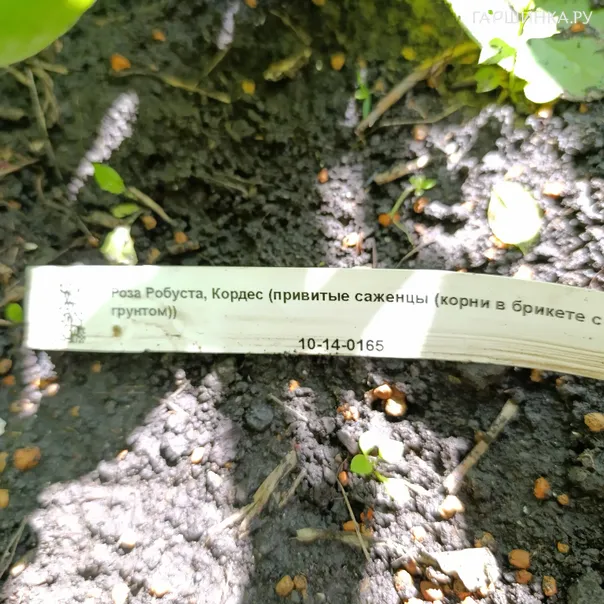 ГАРШИНКА.РУ
Роза Робуста, Кордес (привитые саженцы (корни в брикете с
грунтом))
10-14-0165